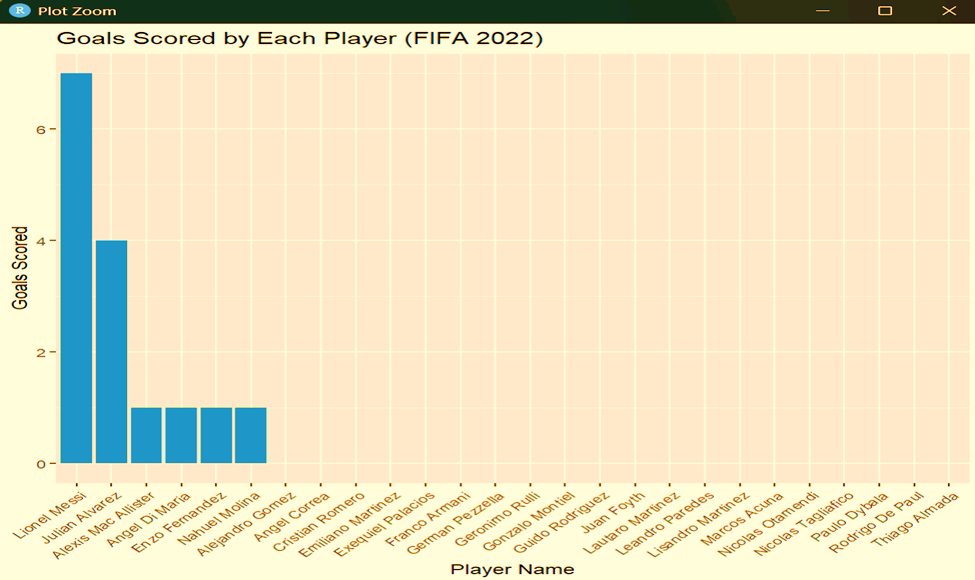 R Plot Zoom
Goals Scored by Each Player (FIFA 2022)
Goals Scored
6
4
2
0
Lionel Messi
Julian Alvarez
Alexis Mac Allister
Angel Di Maria
Enzo Fernandez
Nahuel Molina
Alejandro Gomez
Angel Correa
Cristian Romero
Emiliano Martinez
Exequiel Palacios
Franco Armani
German Pezzella
Geronimo Rulli
Gonzalo Montiel
Guido Rodriguez
Juan Foyth
Lautaro Martinez
Leandro Paredes
Lisandro Martinez
Marcos Acuna
Nicolas Otamendi
Nicolas Tagliafico
Paulo Dybala
Rodrigo De Paul
Thiago Almada
Player Name